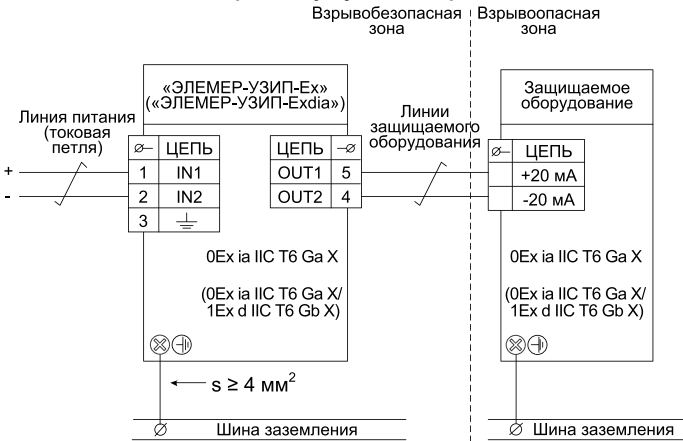 Взрывобезопасная
зона
Взрывоопасная
зона
«ЭЛЕМЕР-УЗИП-Ex»
(«ЭЛЕМЕР-УЗИП-Exdia»)
Защищаемое
оборудование
Линия питания
(токовая
петля)
Линии
защищаемого
оборудования
ЦЕПЬ
1 IN1
2 IN2
3
ЦЕПЬ
OUT1 5
OUT2 4
ЦЕПЬ
+20 мА
-20 мА
+
-
0Ex ia IIC T6 Ga X
(0Ex ia IIC T6 Ga X/
1Ex d IIC T6 Gb X)
0Ex ia IIC T6 Ga X
(0Ex ia IIC T6 Ga X/
1Ex d IIC T6 Gb X)
s ≥ 4 мм²
Шина заземления
Шина заземления